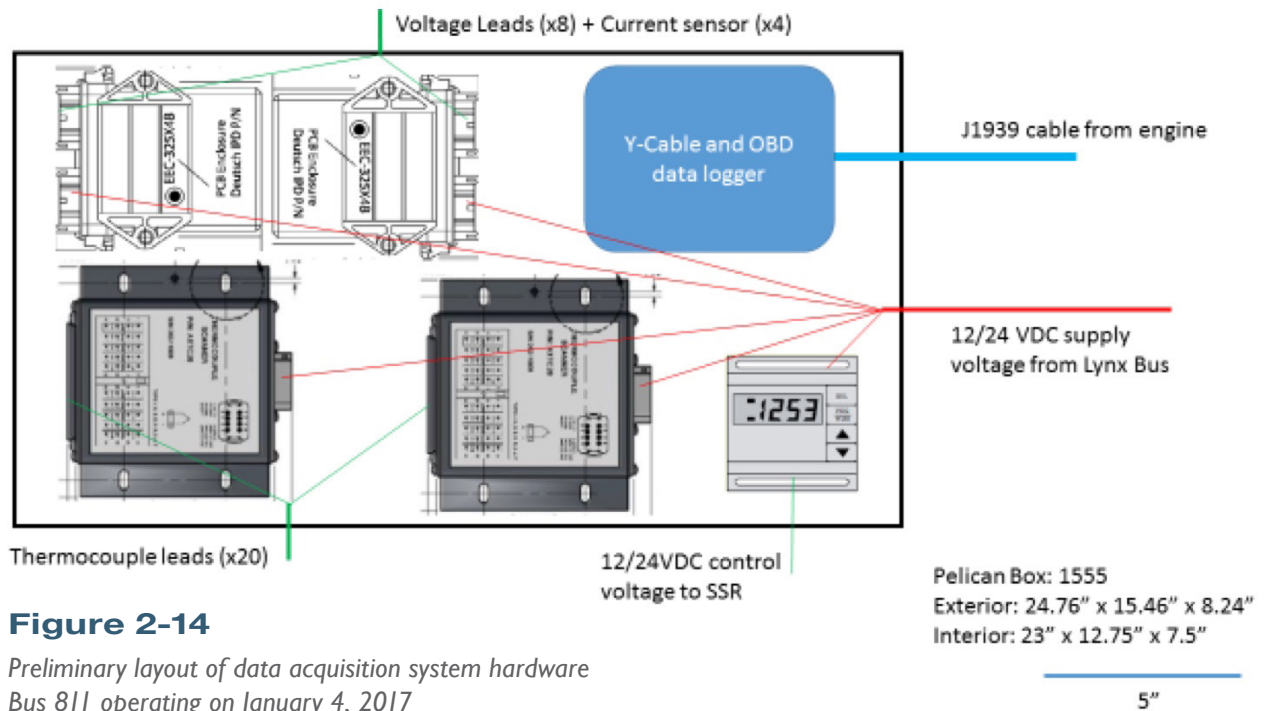 Voltage Leads (x8) + Current sensor (x4)
EEC-325X4B
PCB Enclosure
Deutsch IPD P/N
PCB Enclosure
Deutsch IPD P/N
EEC-325X4B
Y-Cable and OBD
data logger
J1939 cable from engine
12/24 VDC supply
voltage from Lynx Bus
THERMOCOUPLE
SCANNER
THERMOCOUPLE
SCANNER
1253
Thermocouple leads (x20)
12/24VDC control
voltage to SSR
Pelican Box: 1555
Exterior: 24.76” x 15.46” x 8.24”
Interior: 23” x 12.75” x 7.5”
5”
Figure 2-14
Preliminary layout of data acquisition system hardware
Bus 811 operating on January 4, 2017